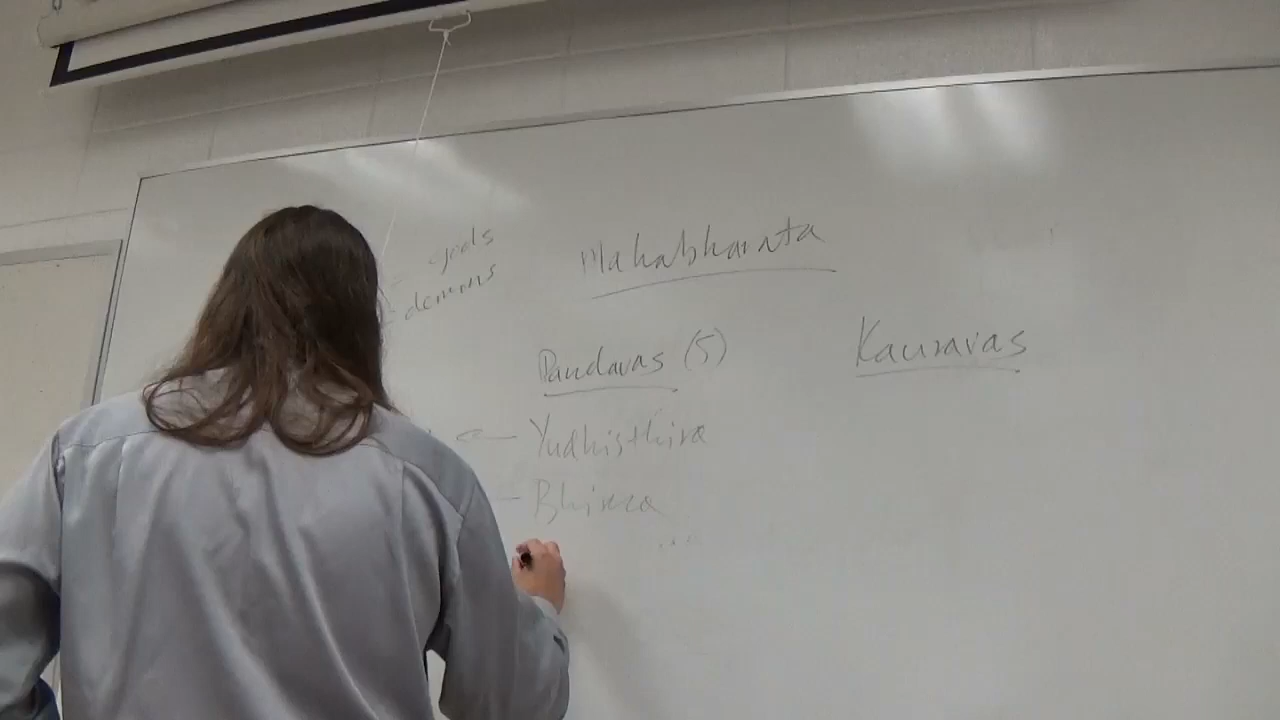 gods
demons
Mahabharata
Pandavas (5)
Kauravas
Yudhisthira
Bhima